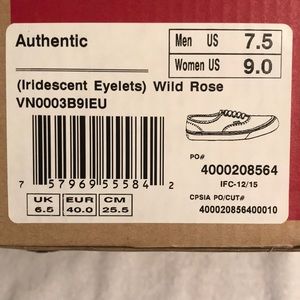 Authentic
Men US 7.5
Women US 9.0
(Iridescent Eyelets) Wild Rose
VN0003B9IEU
PO#
4000208564
IFC-12/15
7 57969 55584 2
CPSIA PO/CUT#
400020856400010
UK EUR CM
6.5 40.0 25.5